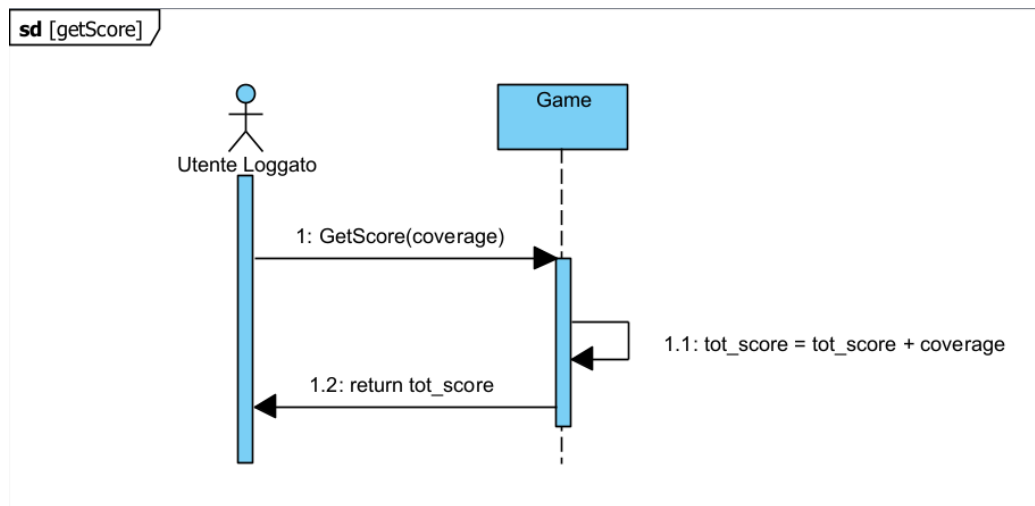 sd [getScore]
Game
Utente Loggato
1: GetScore(coverage)
1.1: tot_score = tot_score + coverage
1.2: return tot_score